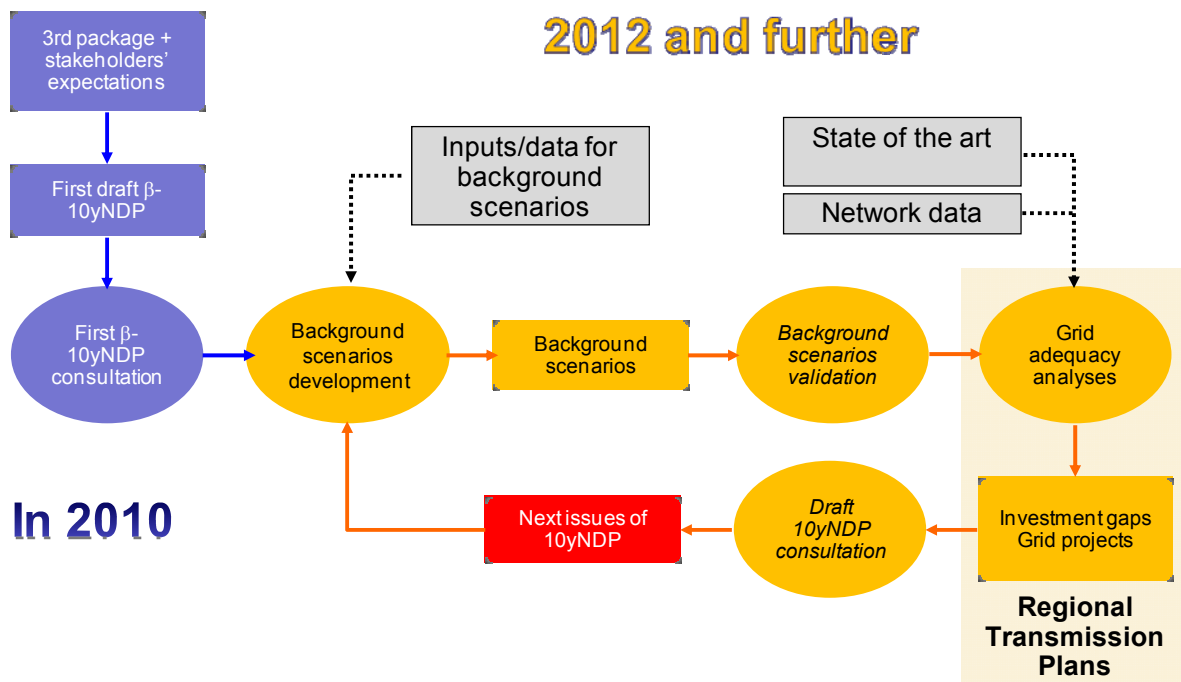 3rd package +
stakeholders'
expectations
2012 and further
Inputs/data for
background
scenarios
State of the art
Network data
First draft β-
10yNDP
First β-
10yNDP
consultation
Background
scenarios
development
Background
scenarios
Background
scenarios
validation
Grid
adequacy
analyses
In 2010
Next issues of
10yNDP
Draft
10yNDP
consultation
Investment gaps
Grid projects
Regional
Transmission
Plans